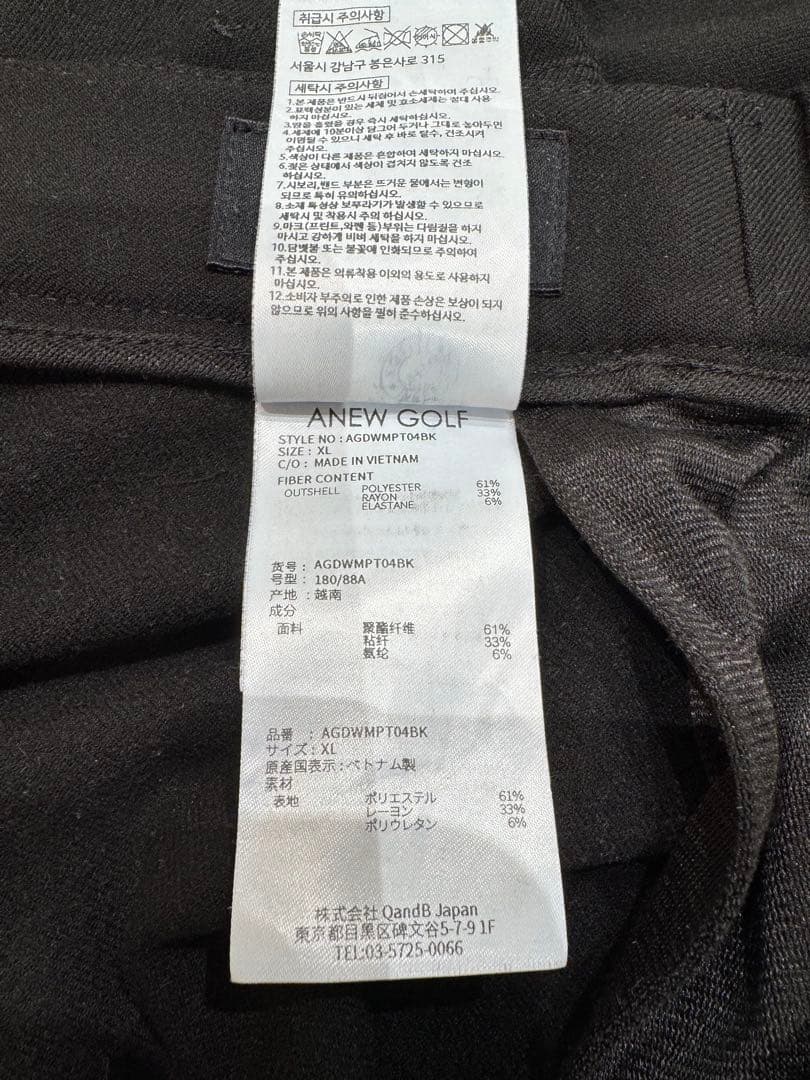 취급시 주의사항
서울시 강남구 봉은사로 315
세탁시 주의사항
1.본 제품은 반드시 뒤집어서 손세탁하여 주십시오.
2.표백성분이 있는 세제 및 효소세제는 절대 사용
하지 마십시오.
3.땀을 흘렸을 경우 즉시 세탁하십시오.
4.세제에 10분이상 담그어 두거나 그대로 놓아두면
이염될 수 있으니 세탁 후 바로 탈수, 건조시켜
주십시오.
5.색상이 다른 제품은 혼합하여 세탁하지 마십시오
6.젖은 상태에서 색상이 겹치지 않도록 건조
하십시오.
7.시보리,밴드 부분은 뜨거운 물에서는 변형이
되므로 특히 유의하십시오.
8.소재 특성상 보푸라기가 발생할 수 있으므로
세탁시 및 착용시 주의 하십시오.
9.마크(프린트,와펜 등)부위는 다림질을 하지
마시고 강하게 비벼 세탁을 하지 마십시오.
10.담뱃불 또는 불꽃에 인화되므로 주의하여
주십시오.
11.본 제품은 의류착용 이외의 용도로 사용하지
마십시오.
12.소비자 부주의로 인한 제품 손상은 보상이 되지
않으므로 위의 사항을 필히 준수하십시오.
ANEW GOLF
STYLE NO : AGDWMPT04BK
SIZE : XL
C/O : MADE IN VIETNAM
FIBER CONTENT
OUTSHELL POLYESTER 61%
RAYON 33%
ELASTANE 6%
货号 : AGDWMPT04BK
号型 : 180/88A
产地 : 越南
成分
面料 聚酯纤维 61%
粘纤 33%
氨纶 6%
品番 : AGDWMPT04BK
サイズ : XL
原産国表示 : ベトナム製
素材
表地 ポリエステル 61%
レーヨン 33%
ポリウレタン 6%
株式会社 QandB Japan
東京都目黒区碑文谷5-7-9 1F
TEL:03-5725-0066